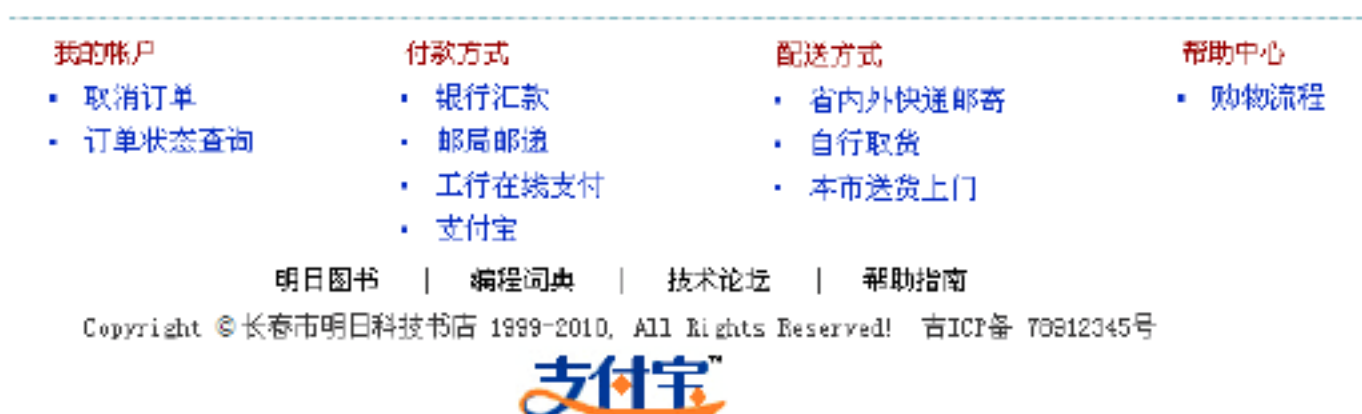 我的帐户 付款方式 配送方式 帮助中心
▪ 取消订单 ▪ 银行汇款 ▪ 省内外快递邮寄 ▪ 购物流程
▪ 订单状态查询 ▪ 邮局邮递 ▪ 自行取货
▪ 工行在线支付 ▪ 本市送货上门
▪ 支付宝
明日图书 | 编程词典 | 技术论坛 | 帮助指南
Copyright © 长春市明日科技书店 1999-2010, All Rights Reserved! 吉ICP备 78912345号
支付宝™